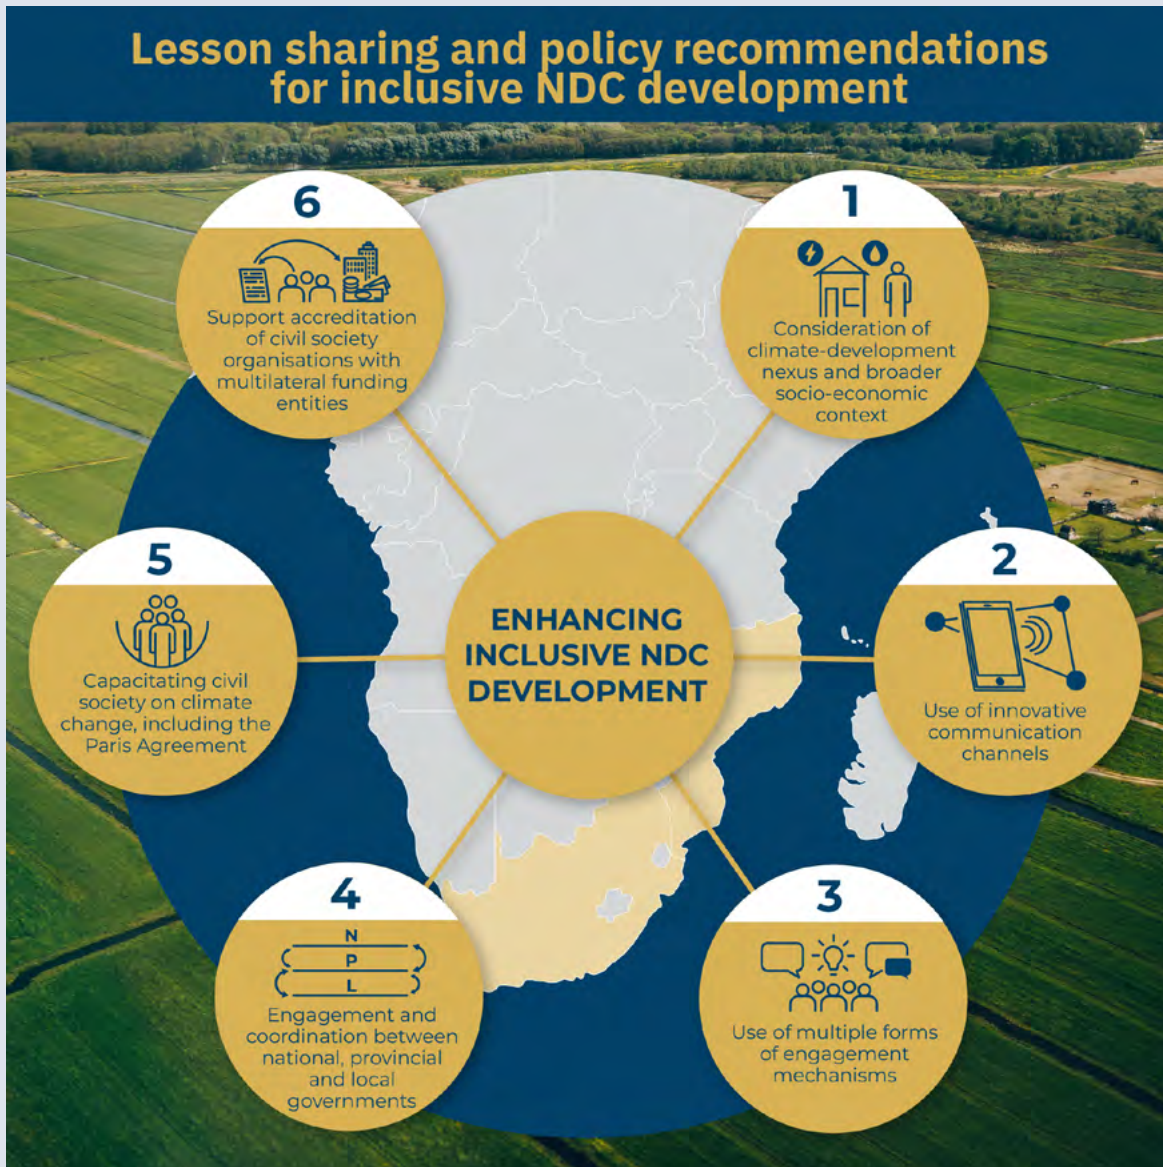 Lesson sharing and policy recommendations
for inclusive NDC development
1
Consideration of
climate-development
nexus and broader
socio-economic
context
2
Use of innovative
communication
channels
3
Use of multiple forms
of engagement
mechanisms
4
N
P
L
Engagement and
coordination between
national, provincial
and local
governments
5
Capacitating civil
society on climate
change, including the
Paris Agreement
6
Support accreditation
of civil society
organisations with
multilateral funding
entities
ENHANCING
INCLUSIVE NDC
DEVELOPMENT